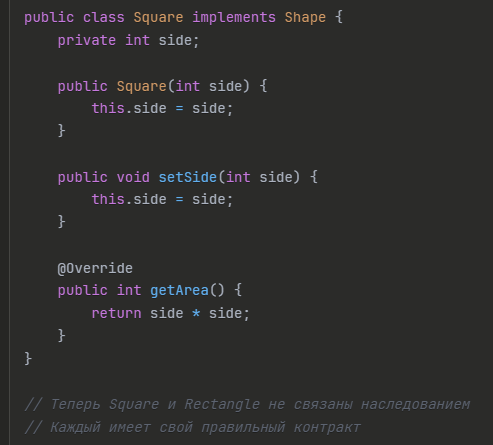 public class Square implements Shape {
    private int side;

    public Square(int side) {
        this.side = side;
    }

    public void setSide(int side) {
        this.side = side;
    }

    @Override
    public int getArea() {
        return side * side;
    }
}

// Теперь Square и Rectangle не связаны наследованием
// Каждый имеет свой правильный контракт